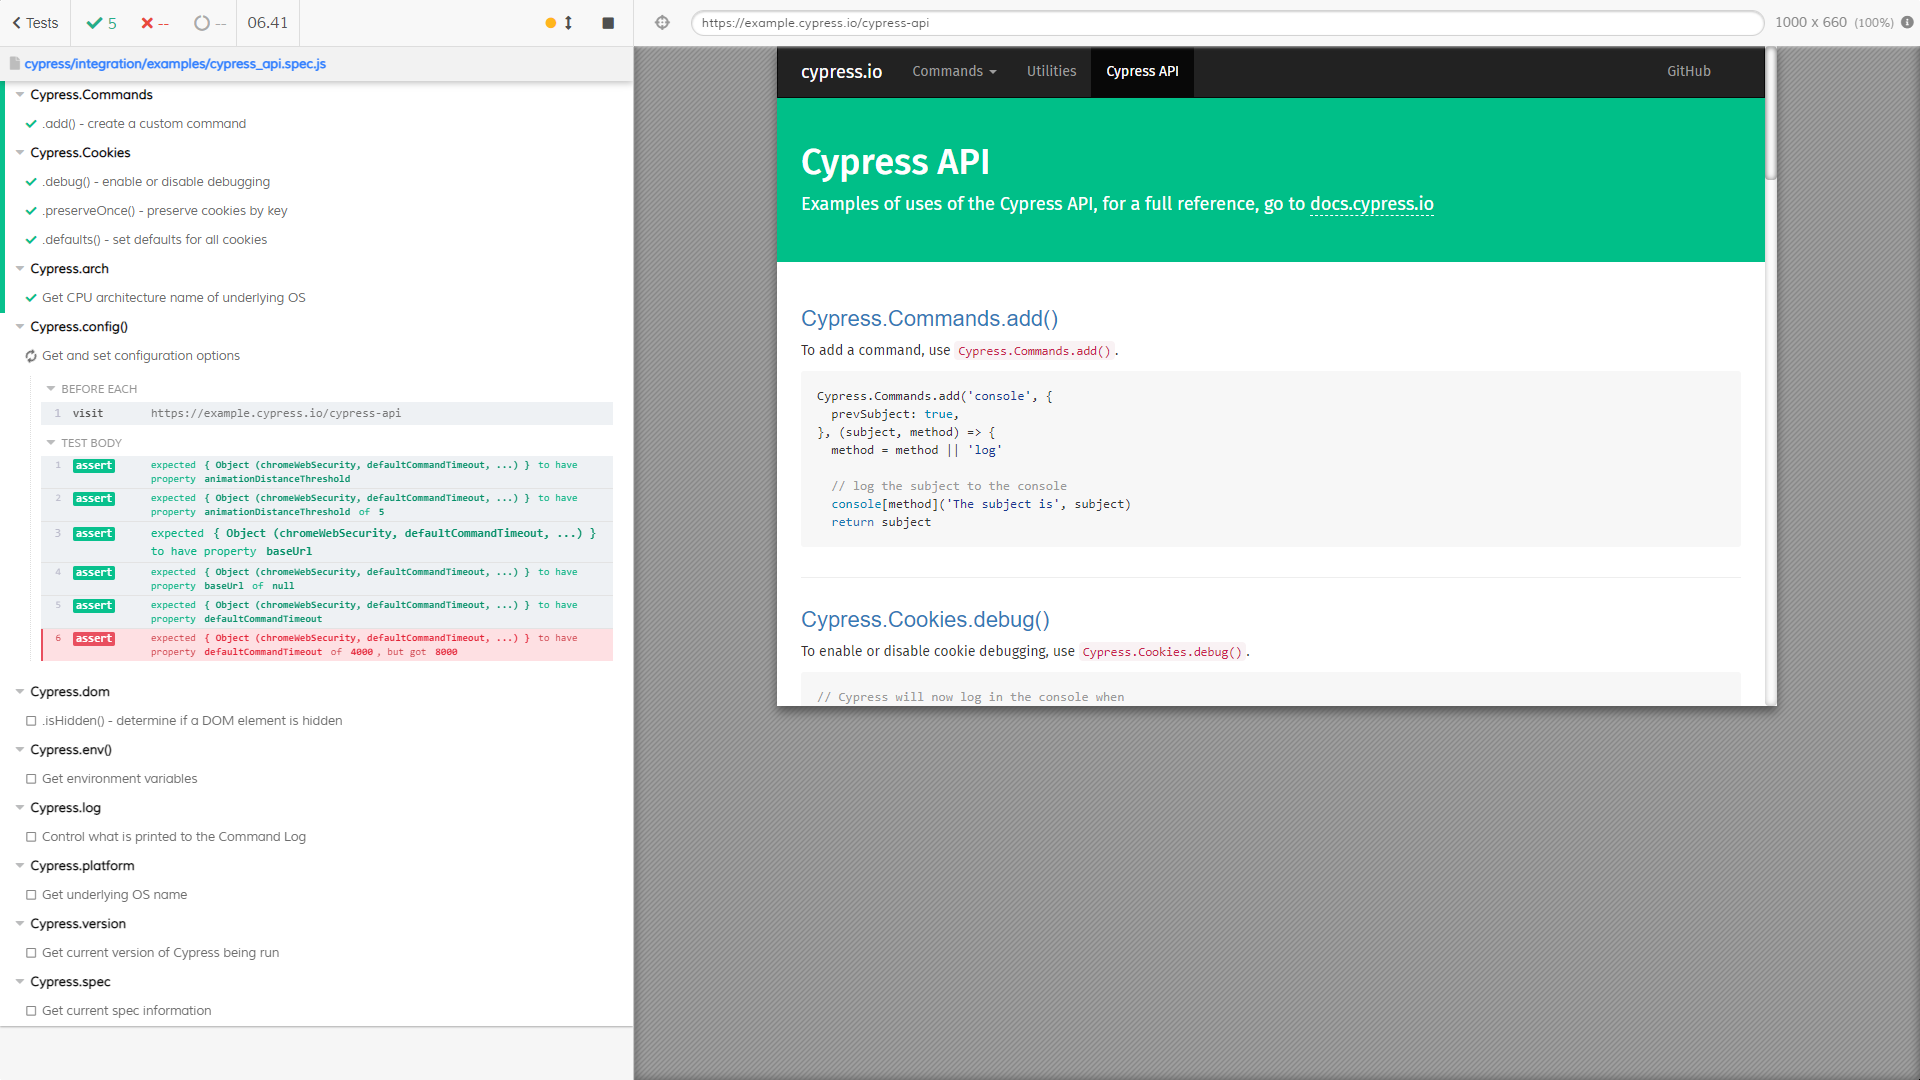 Tests
5
--
--
06.41
https://example.cypress.io/cypress-api
1000 x 660 (100%)
cypress/integration/examples/cypress_api.spec.js
Cypress.Commands
.add() - create a custom command
Cypress.Cookies
.debug() - enable or disable debugging
.preserveOnce() - preserve cookies by key
.defaults() - set defaults for all cookies
Cypress.arch
Get CPU architecture name of underlying OS
Cypress.config()
Get and set configuration options
BEFORE EACH
1 visit https://example.cypress.io/cypress-api
TEST BODY
1 assert expected { Object (chromeWebSecurity, defaultCommandTimeout, ...) } to have
property animationDistanceThreshold
2 assert expected { Object (chromeWebSecurity, defaultCommandTimeout, ...) } to have
property animationDistanceThreshold of 5
3 assert expected { Object (chromeWebSecurity, defaultCommandTimeout, ...) }
to have property baseUrl
4 assert expected { Object (chromeWebSecurity, defaultCommandTimeout, ...) } to have
property baseUrl of null
5 assert expected { Object (chromeWebSecurity, defaultCommandTimeout, ...) } to have
property defaultCommandTimeout
6 assert expected { Object (chromeWebSecurity, defaultCommandTimeout, ...) } to have
property defaultCommandTimeout of 4000, but got 8000
Cypress.dom
.isHidden() - determine if a DOM element is hidden
Cypress.env()
Get environment variables
Cypress.log
Control what is printed to the Command Log
Cypress.platform
Get underlying OS name
Cypress.version
Get current version of Cypress being run
Cypress.spec
Get current spec information
cypress.io Commands Utilities Cypress API GitHub
Cypress API
Examples of uses of the Cypress API, for a full reference, go to docs.cypress.io
Cypress.Commands.add()
To add a command, use Cypress.Commands.add().
Cypress.Commands.add('console', {
prevSubject: true,
}, (subject, method) => {
method = method || 'log'
// log the subject to the console
console[method]('The subject is', subject)
return subject
Cypress.Cookies.debug()
To enable or disable cookie debugging, use Cypress.Cookies.debug().
// Cypress will now log in the console when